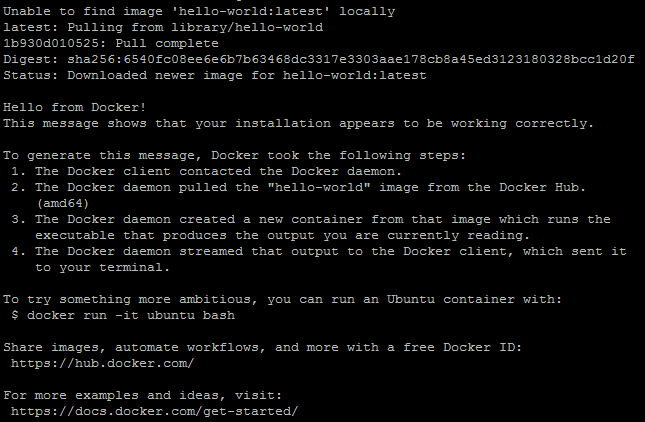 Unable to find image 'hello-world:latest' locally
latest: Pulling from library/hello-world
1b930d010525: Pull complete
Digest: sha256:6540fc08ee6e6b7b63468dc3317e3303aae178cb8a45ed3123180328bcc1d20f
Status: Downloaded newer image for hello-world:latest

Hello from Docker!
This message shows that your installation appears to be working correctly.

To generate this message, Docker took the following steps:
 1. The Docker client contacted the Docker daemon.
 2. The Docker daemon pulled the "hello-world" image from the Docker Hub.
    (amd64)
 3. The Docker daemon created a new container from that image which runs the
    executable that produces the output you are currently reading.
 4. The Docker daemon streamed that output to the Docker client, which sent it
    to your terminal.

To try something more ambitious, you can run an Ubuntu container with:
 $ docker run -it ubuntu bash

Share images, automate workflows, and more with a free Docker ID:
 https://hub.docker.com/

For more examples and ideas, visit:
 https://docs.docker.com/get-started/